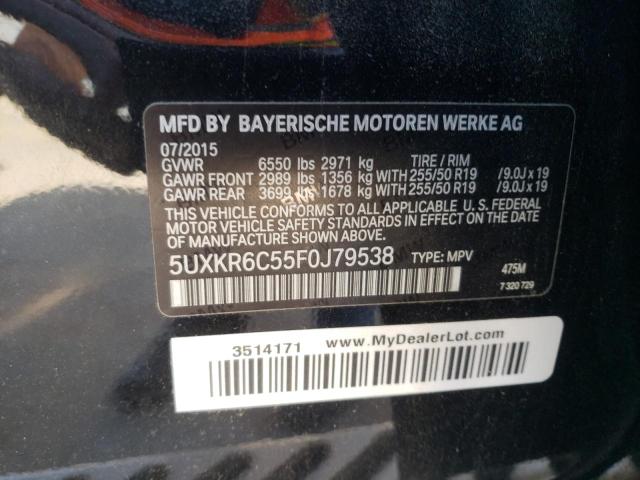 MFD BY BAYERISCHE MOTOREN WERKE AG
07/2015
GVWR 6550 lbs 2971 kg TIRE / RIM
GAWR FRONT 2989 lbs 1356 kg WITH 255/50 R19 /9.0J x 19
GAWR REAR 3699 lbs 1678 kg WITH 255/50 R19 /9.0J x 19
THIS VEHICLE CONFORMS TO ALL APPLICABLE U. S. FEDERAL
MOTOR VEHICLE SAFETY STANDARDS IN EFFECT ON THE DATE
OF MANUFACTURE SHOWN ABOVE.
5UXKR6C55F0J79538 TYPE: MPV 475M
7 320 729
3514171 www.MyDealerLot.com